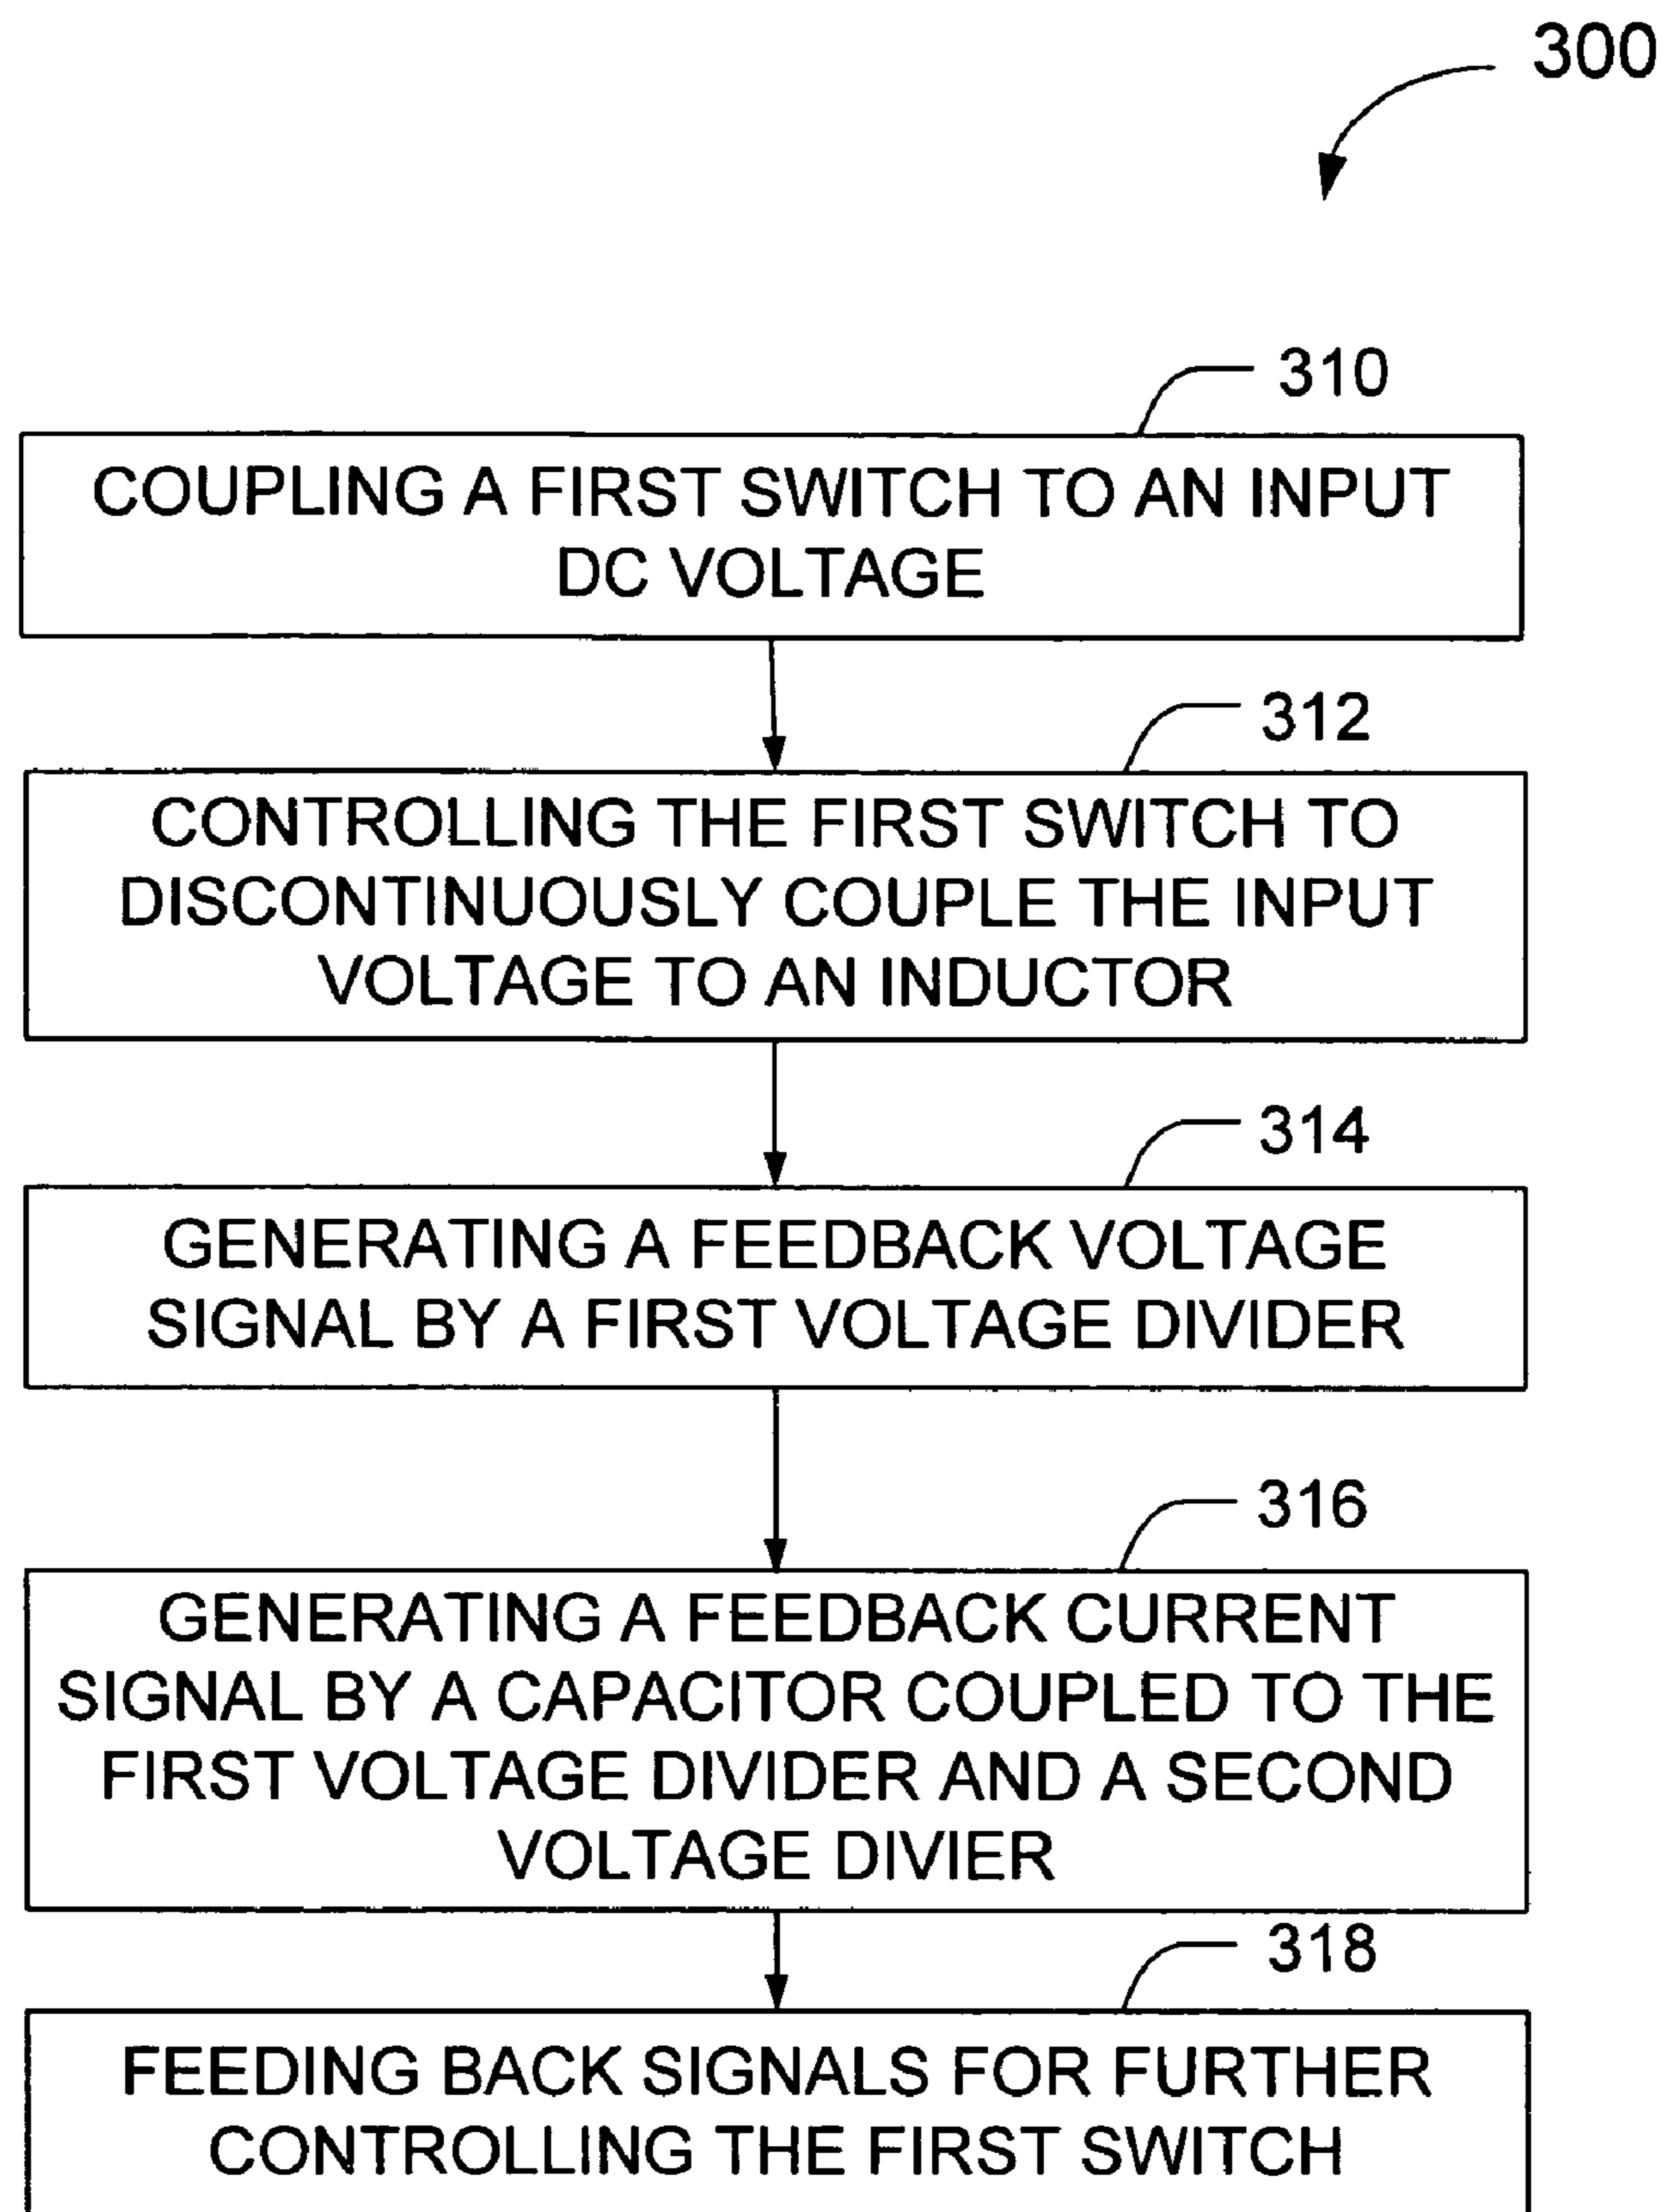 300
310
COUPLING A FIRST SWITCH TO AN INPUT
DC VOLTAGE
312
CONTROLLING THE FIRST SWITCH TO
DISCONTINUOUSLY COUPLE THE INPUT
VOLTAGE TO AN INDUCTOR
314
GENERATING A FEEDBACK VOLTAGE
SIGNAL BY A FIRST VOLTAGE DIVIDER
316
GENERATING A FEEDBACK CURRENT
SIGNAL BY A CAPACITOR COUPLED TO THE
FIRST VOLTAGE DIVIDER AND A SECOND
VOLTAGE DIVIER
318
FEEDING BACK SIGNALS FOR FURTHER
CONTROLLING THE FIRST SWITCH